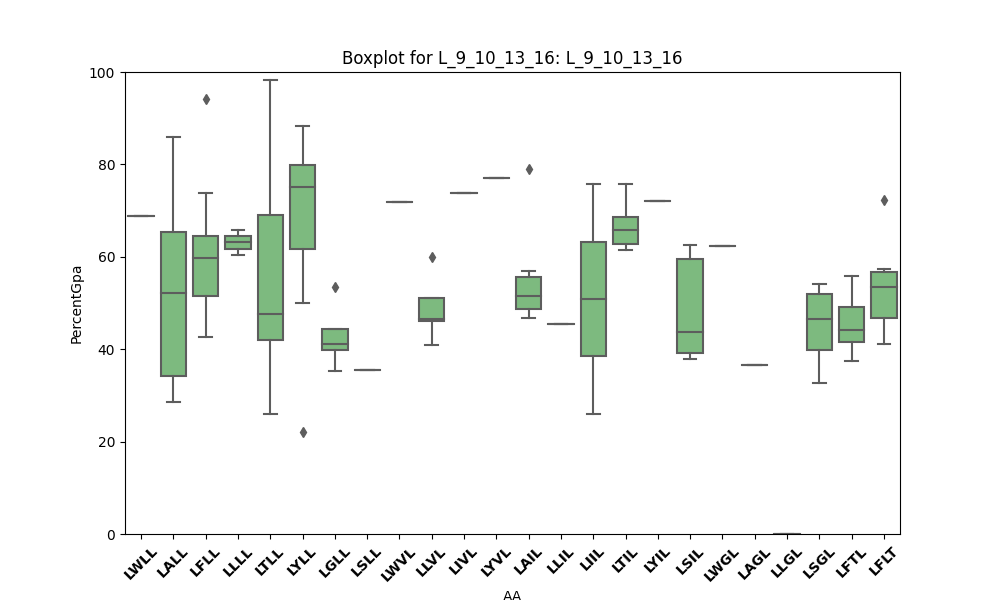 Boxplot for L_9_10_13_16: L_9_10_13_16
PercentGpa
100
80
60
40
20
0
LWLL LALL LFLL LLLL LTLL LYLL LGLL LSLL LWVL LLVL LIVL LYVL LAIL LLIL LIIL LTIL LYIL LSIL LWGL LAGL LLGL LSGL LFTL LFLT
AA